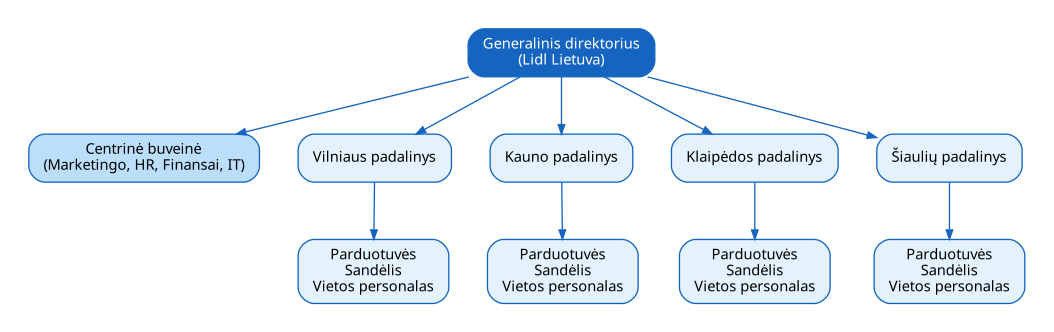 Generalinis direktorius
(Lidl Lietuva)
Centrinė buveinė
(Marketingo, HR, Finansai, IT)
Vilniaus padalinys
Kauno padalinys
Klaipėdos padalinys
Šiaulių padalinys
Parduotuvės
Sandėlis
Vietos personalas
Parduotuvės
Sandėlis
Vietos personalas
Parduotuvės
Sandėlis
Vietos personalas
Parduotuvės
Sandėlis
Vietos personalas